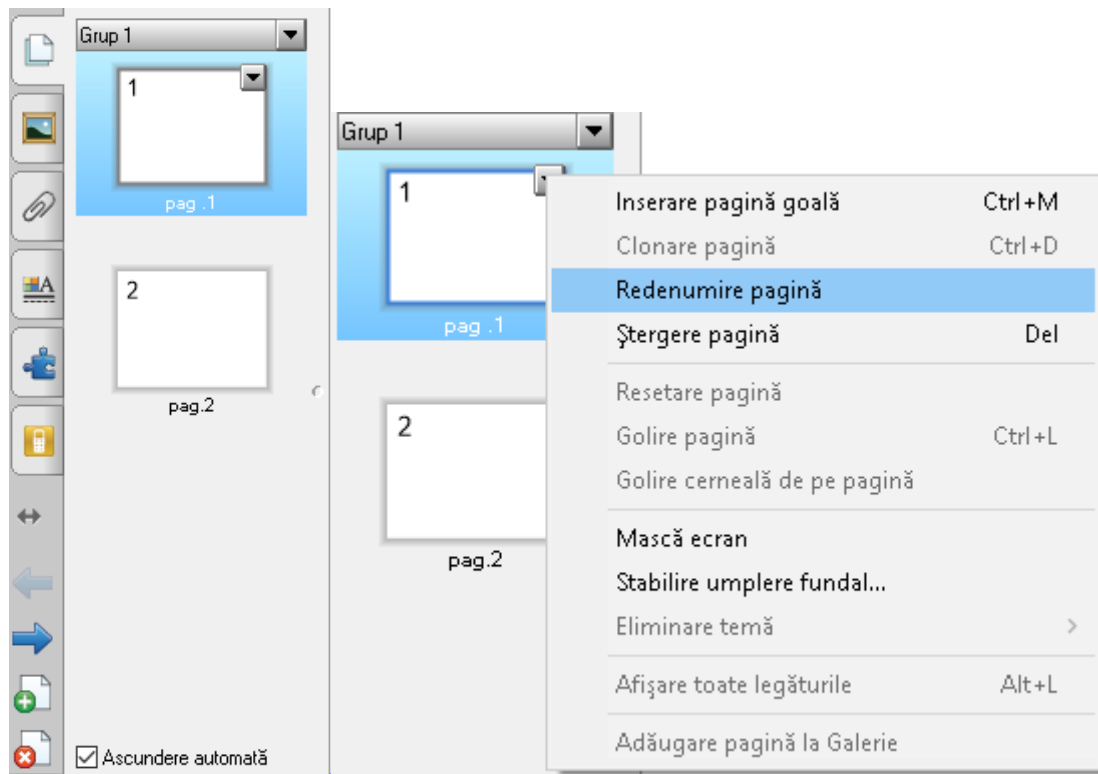 Grup 1
1
pag .1
2
pag.2
Ascundere automată
Grup 1
1
pag .1
2
pag.2
Inserare pagină goală Ctrl+M
Clonare pagină Ctrl+D
Redenumire pagină
Ştergere pagină Del
Resetare pagină
Golire pagină Ctrl+L
Golire cerneală de pe pagină
Mască ecran
Stabilire umplere fundal...
Eliminare temă
Afişare toate legăturile Alt+L
Adăugare pagină la Galerie